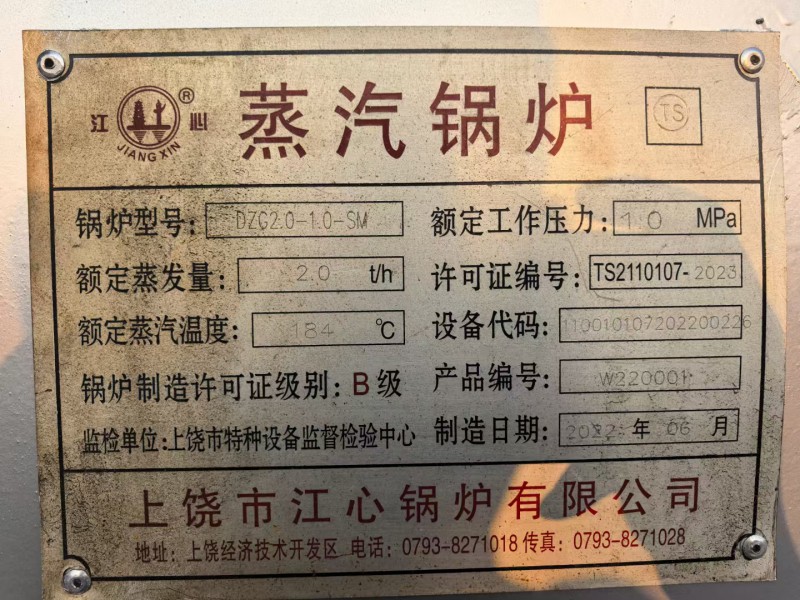 江 ® 心 蒸汽锅炉 TS
JIANG XIN
锅炉型号: DZG2.0-1.0-SM 额定工作压力: 1.0 MPa
额定蒸发量: 2.0 t/h 许可证编号: TS2110107-2023
额定蒸汽温度: 184 ℃ 设备代码: 110010107202200226
锅炉制造许可证级别: B级 产品编号: W220001
监检单位:上饶市特种设备监督检验中心 制造日期: 2022 年 06 月
上饶市江心锅炉有限公司
地址: 上饶经济技术开发区 电话: 0793-8271018 传真: 0793-8271028